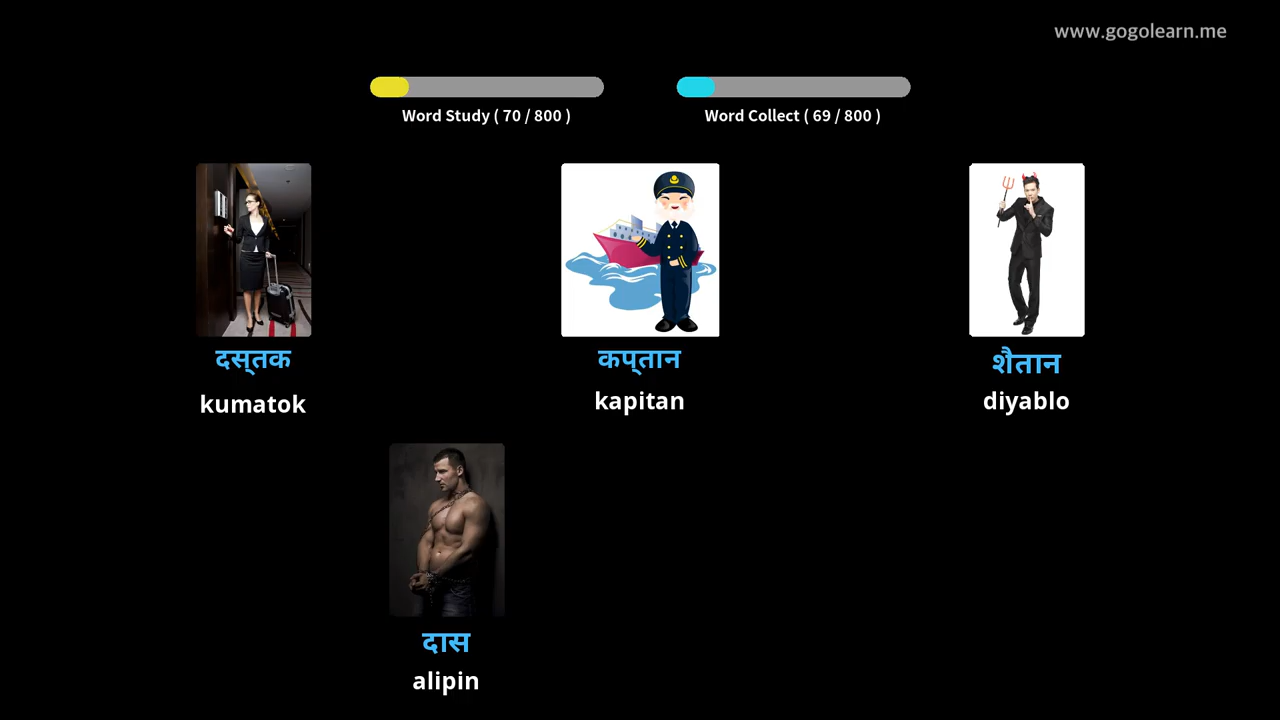 www.gogolearn.me
Word Study ( 70 / 800 )
Word Collect ( 69 / 800 )
दस्‌तक
कप्‌तान
शैतान
kumatok
kapitan
diyablo
दास
alipin